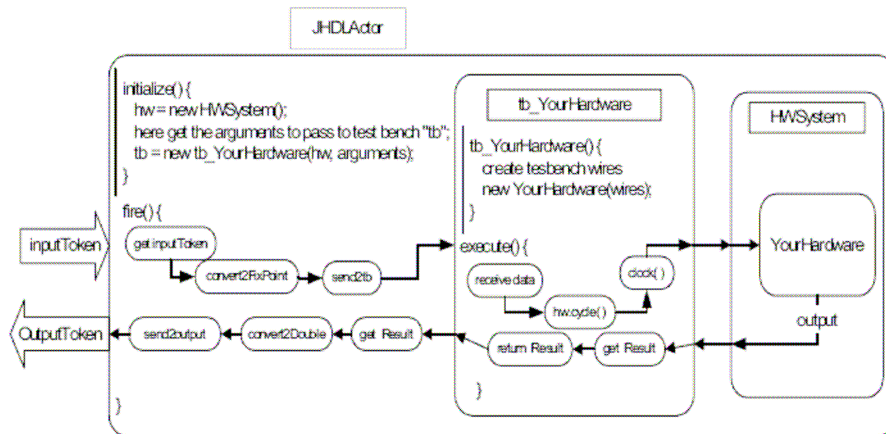 JHDLActor
initialize() {
hw = new HWSystem();
here get the arguments to pass to test bench "tb";
tb = new tb_YourHardware(hw, arguments);
}
fire() {
inputToken
get inputToken
convert2FixPoint
send2tb
OutputToken
send2output
convert2Double
get Result
}
tb_YourHardware
tb_YourHardware() {
create tesbench wires
new YourHardware(wires);
}
execute() {
receive data
hw.cycle()
clock( )
return Result
get Result
}
HWSystem
YourHardware
output